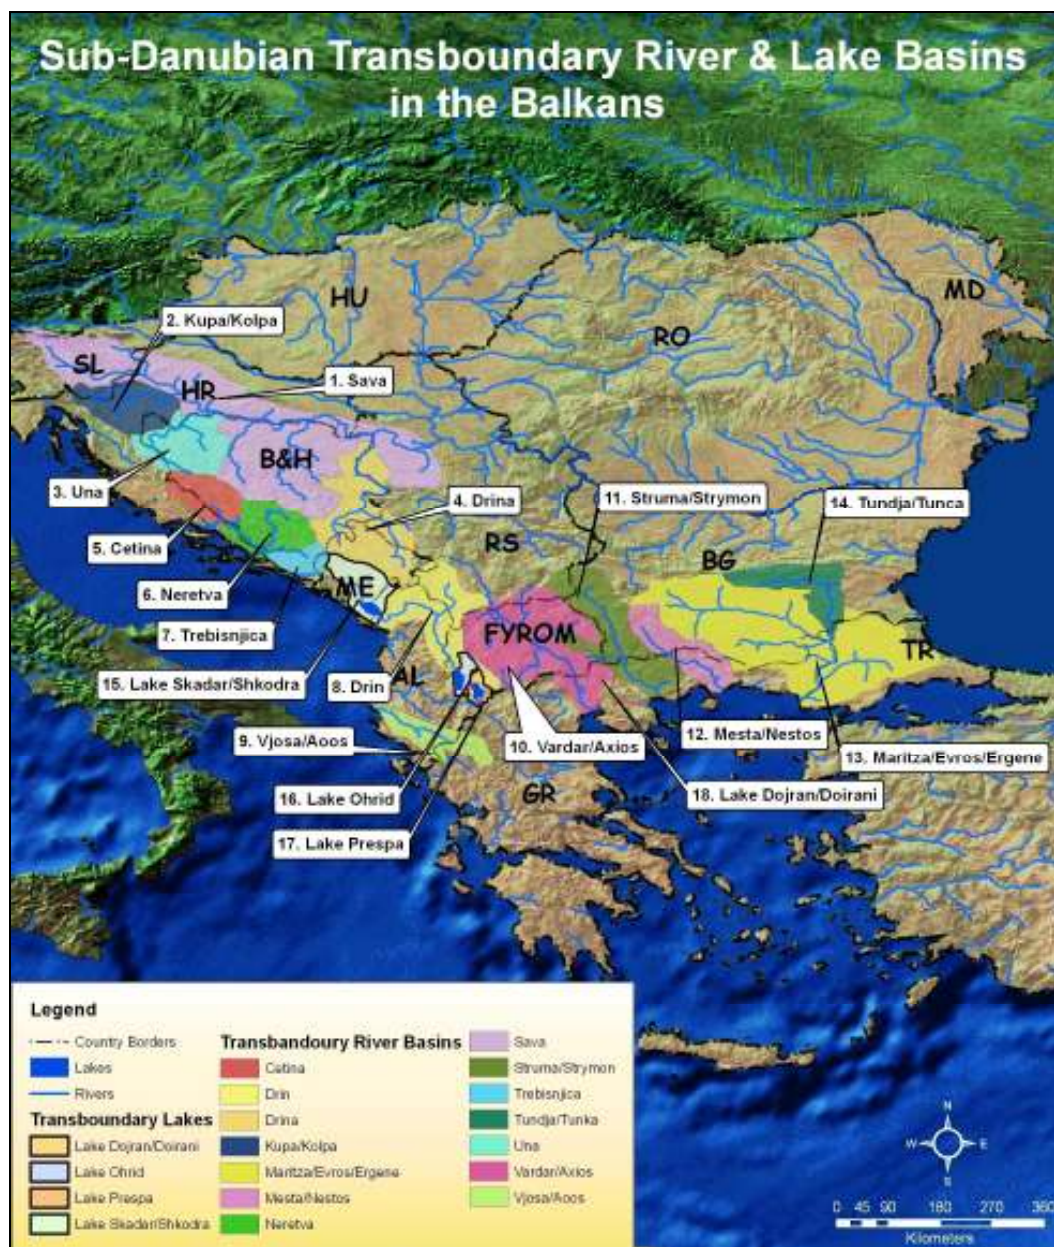 Sub-Danubian Transboundary River & Lake Basins
in the Balkans
HU
MD
RO
2. Kupa/Kolpa
SL
HR
1. Sava
B&H
3. Una
4. Drina
11. Struma/Strymon
14. Tundja/Tunca
5. Cetina
RS
BG
6. Neretva
ME
7. Trebisnjica
FYROM
TR
15. Lake Skadar/Shkodra
8. Drin
AL
9. Vjosa/Aoos
10. Vardar/Axios
12. Mesta/Nestos
13. Maritza/Evros/Ergene
16. Lake Ohrid
GR
18. Lake Dojran/Doirani
17. Lake Prespa
Legend
Country Borders
Lakes
Rivers
Transboundary Lakes
Lake Dojran/Doirani
Lake Ohrid
Lake Prespa
Lake Skadar/Shkodra
Transbandoury River Basins
Cetina
Drin
Drina
Kupa/Kolpa
Maritza/Evros/Ergene
Mesta/Nestos
Neretva
Sava
Struma/Strymon
Trebisnjica
Tundja/Tunka
Una
Vardar/Axios
Vjosa/Aoos
N
W
E
S
0 45 90 180 270 360
Kilometers